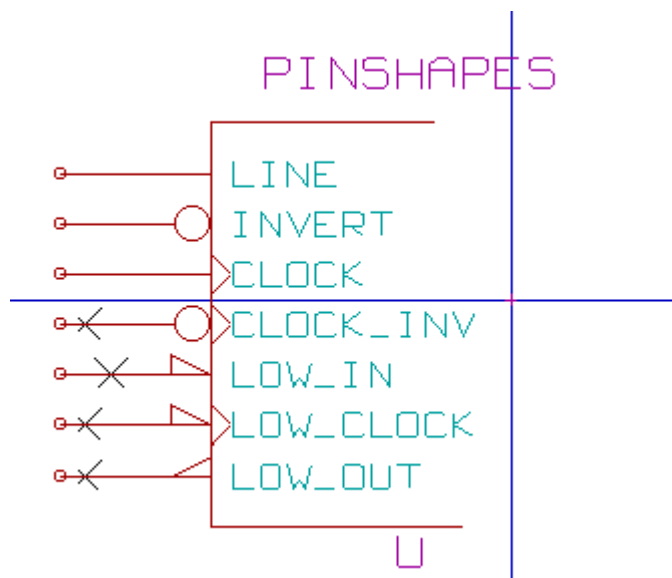 PINSHAPES
LINE
INVERT
CLOCK
CLOCK_INV
LOW_IN
LOW_CLOCK
LOW_OUT
U